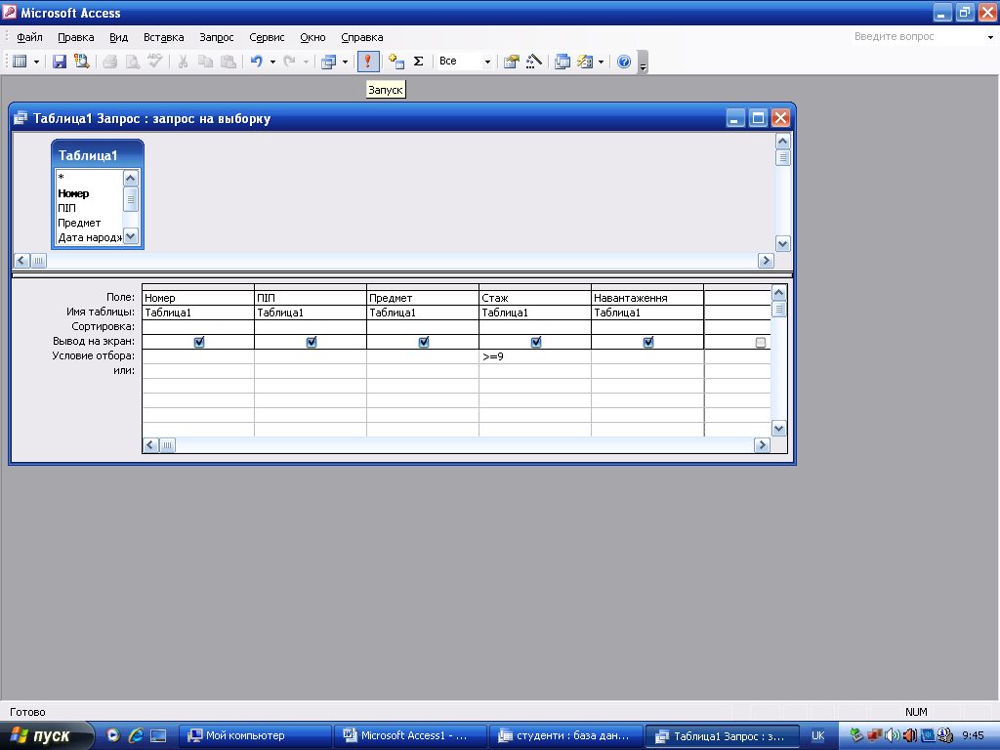 Microsoft Access
Файл Правка Вид Вставка Запрос Сервис Окно Справка Введите вопрос
Все
Запуск
Таблица1 Запрос : запрос на выборку
Таблица1
*
Номер
ПІП
Предмет
Дата народж
Поле: Номер ПІП Предмет Стаж Навантаження
Имя таблицы: Таблица1 Таблица1 Таблица1 Таблица1 Таблица1
Сортировка:
Вывод на экран:
Условие отбора: >=9
или:
Готово NUM
пуск Мой компьютер Microsoft Access1 - ... студенти : база дан... Таблица1 Запрос : з... UK 9:45